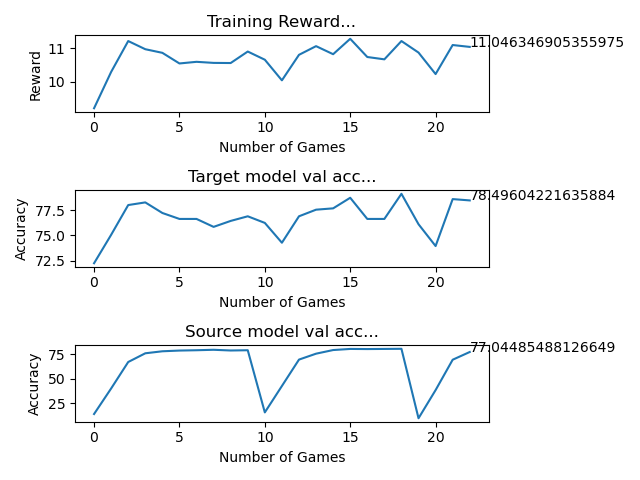 Training Reward...
11.046346905355975
11
10
Reward
0 5 10 15 20
Number of Games
Target model val acc...
78.49604221635884
77.5
75.0
72.5
Accuracy
0 5 10 15 20
Number of Games
Source model val acc...
77.04485488126649
75
50
25
Accuracy
0 5 10 15 20
Number of Games